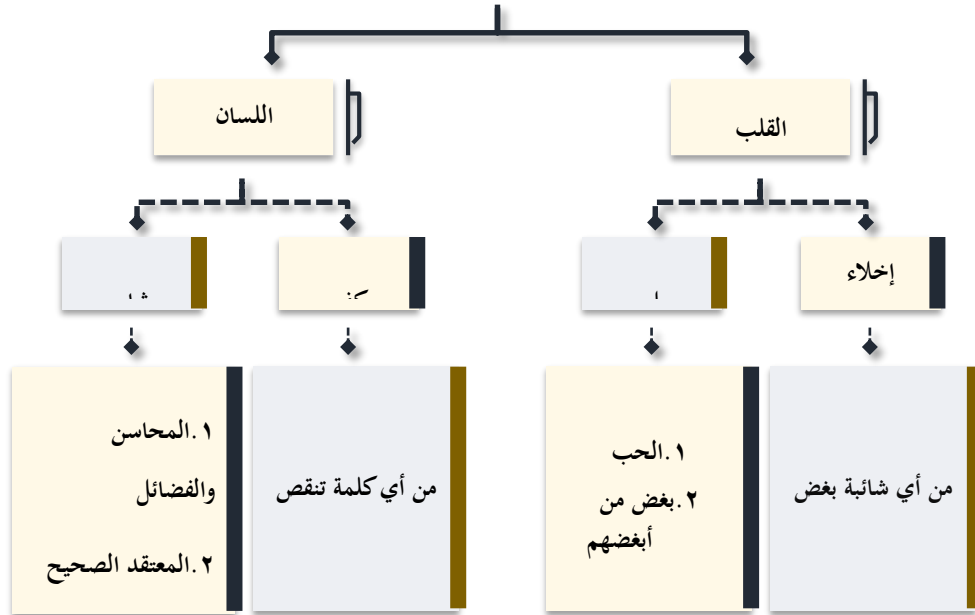 القلب
اللسان
إخلاء
من أي شائبة بغض
١.الحب
٢.بغض من
أبغضهم
من أي كلمة تنقص
١.المحاسن
والفضائل
٢.المعتقد الصحيح